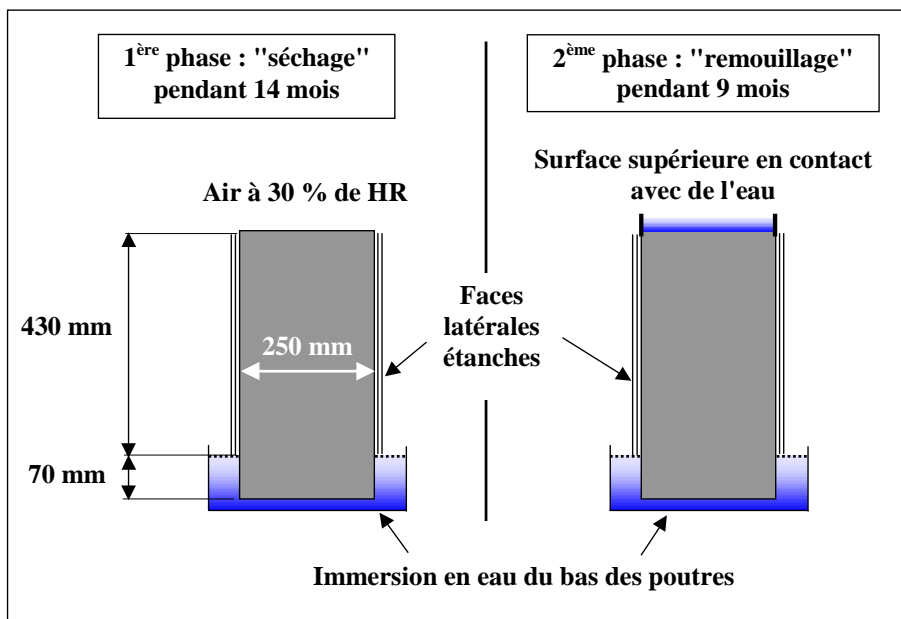 1ère phase : "séchage"
pendant 14 mois
2ème phase : "remouillage"
pendant 9 mois
Air à 30 % de HR
Surface supérieure en contact
avec de l'eau
430 mm
250 mm
Faces
latérales
étanches
70 mm
Immersion en eau du bas des poutres